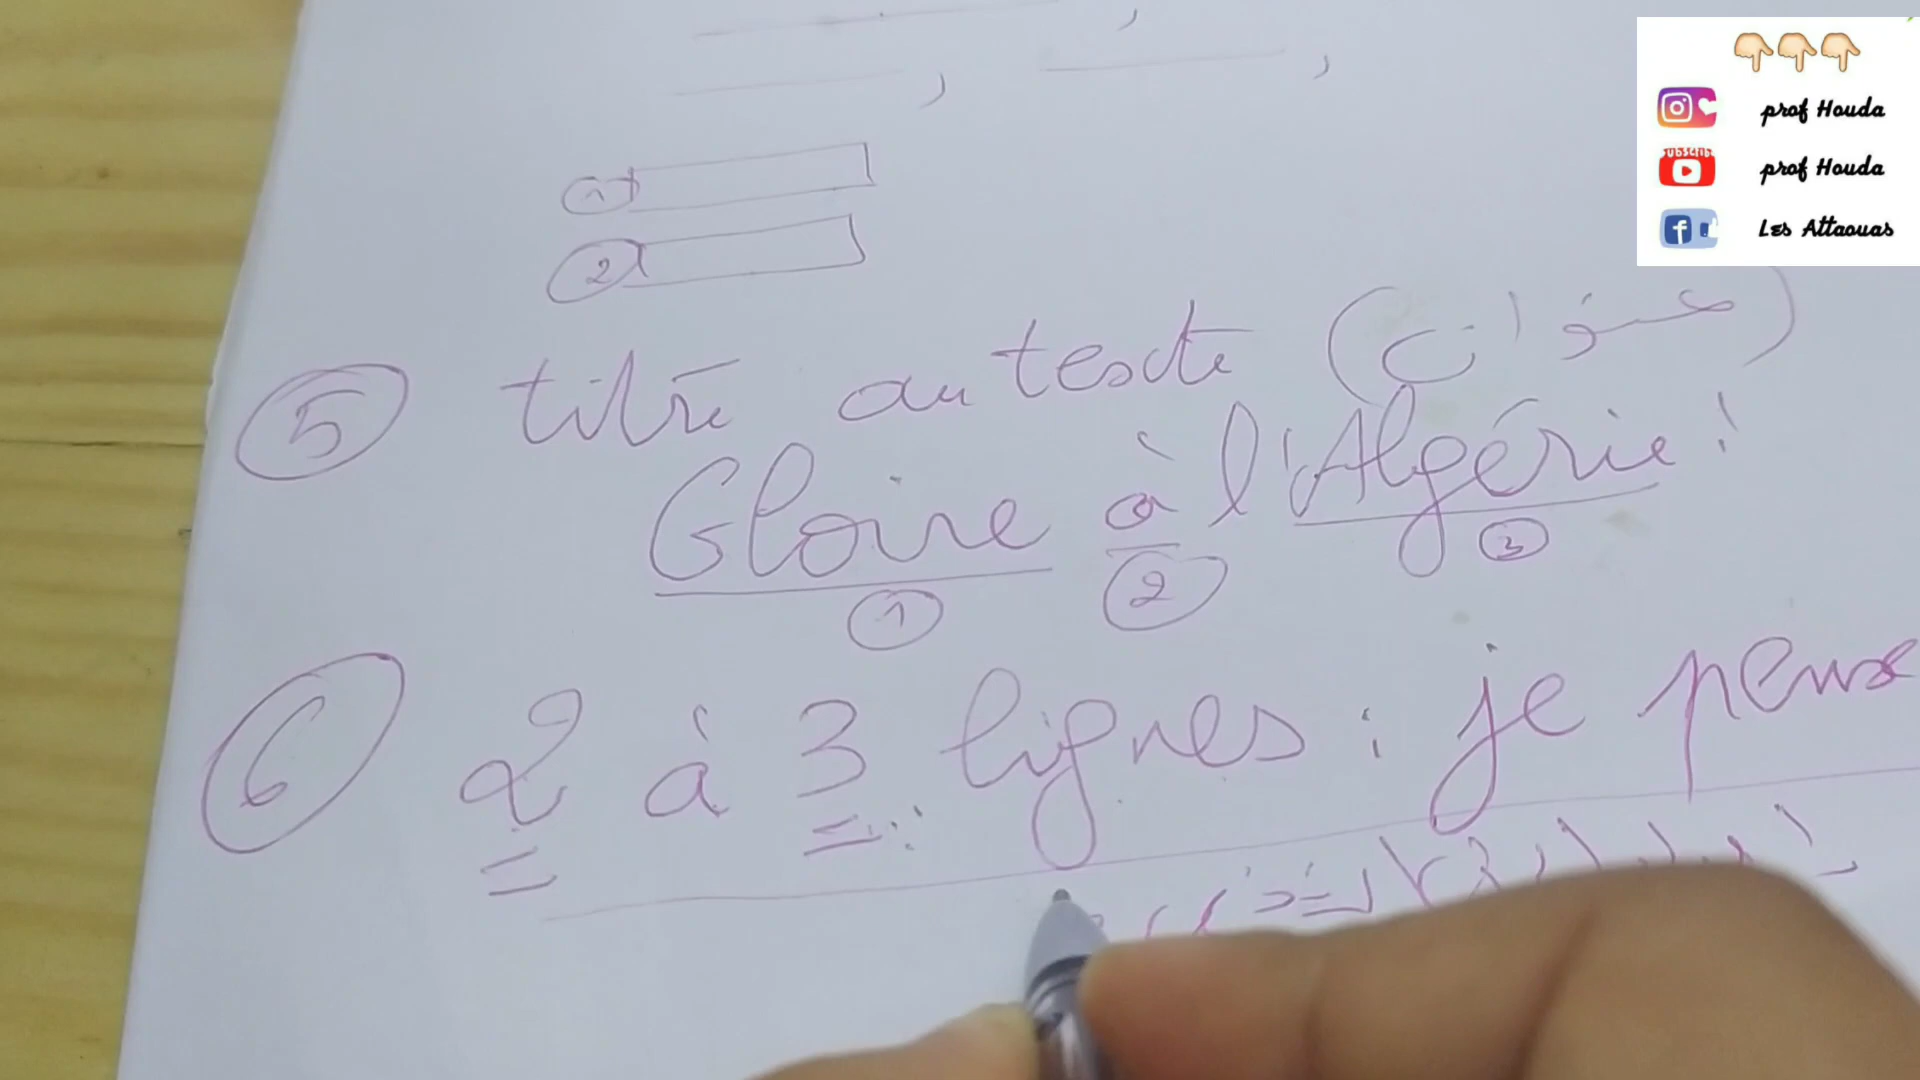 prof Houda
SUBSCRIBE
prof Houda
Les Attaouas
1
2
5 titre au texte (عنوان)
Gloire à l'Algérie!
1 2 3
6 2 à 3 lignes : je pense